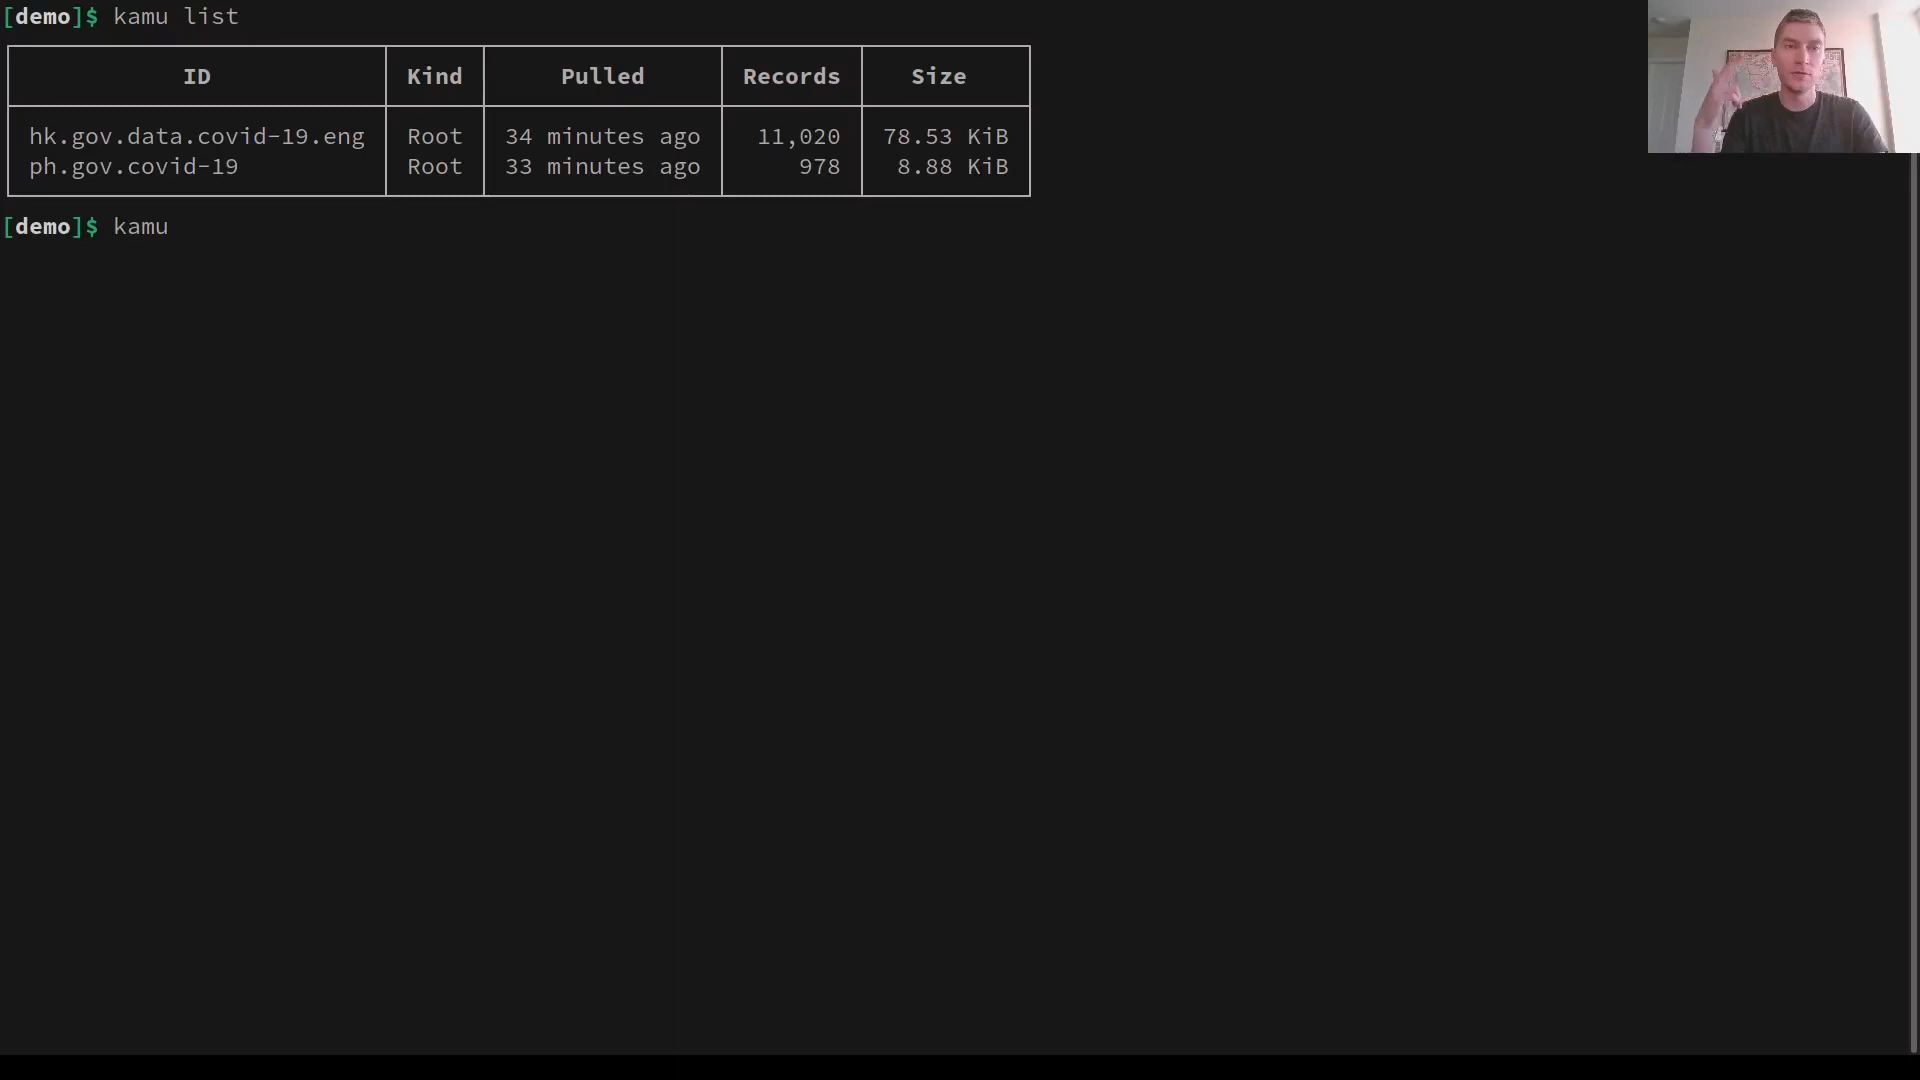 [demo]$ kamu list
ID Kind Pulled Records Size
hk.gov.data.covid-19.eng Root 34 minutes ago 11,020 78.53 KiB
ph.gov.covid-19 Root 33 minutes ago 978 8.88 KiB
[demo]$ kamu